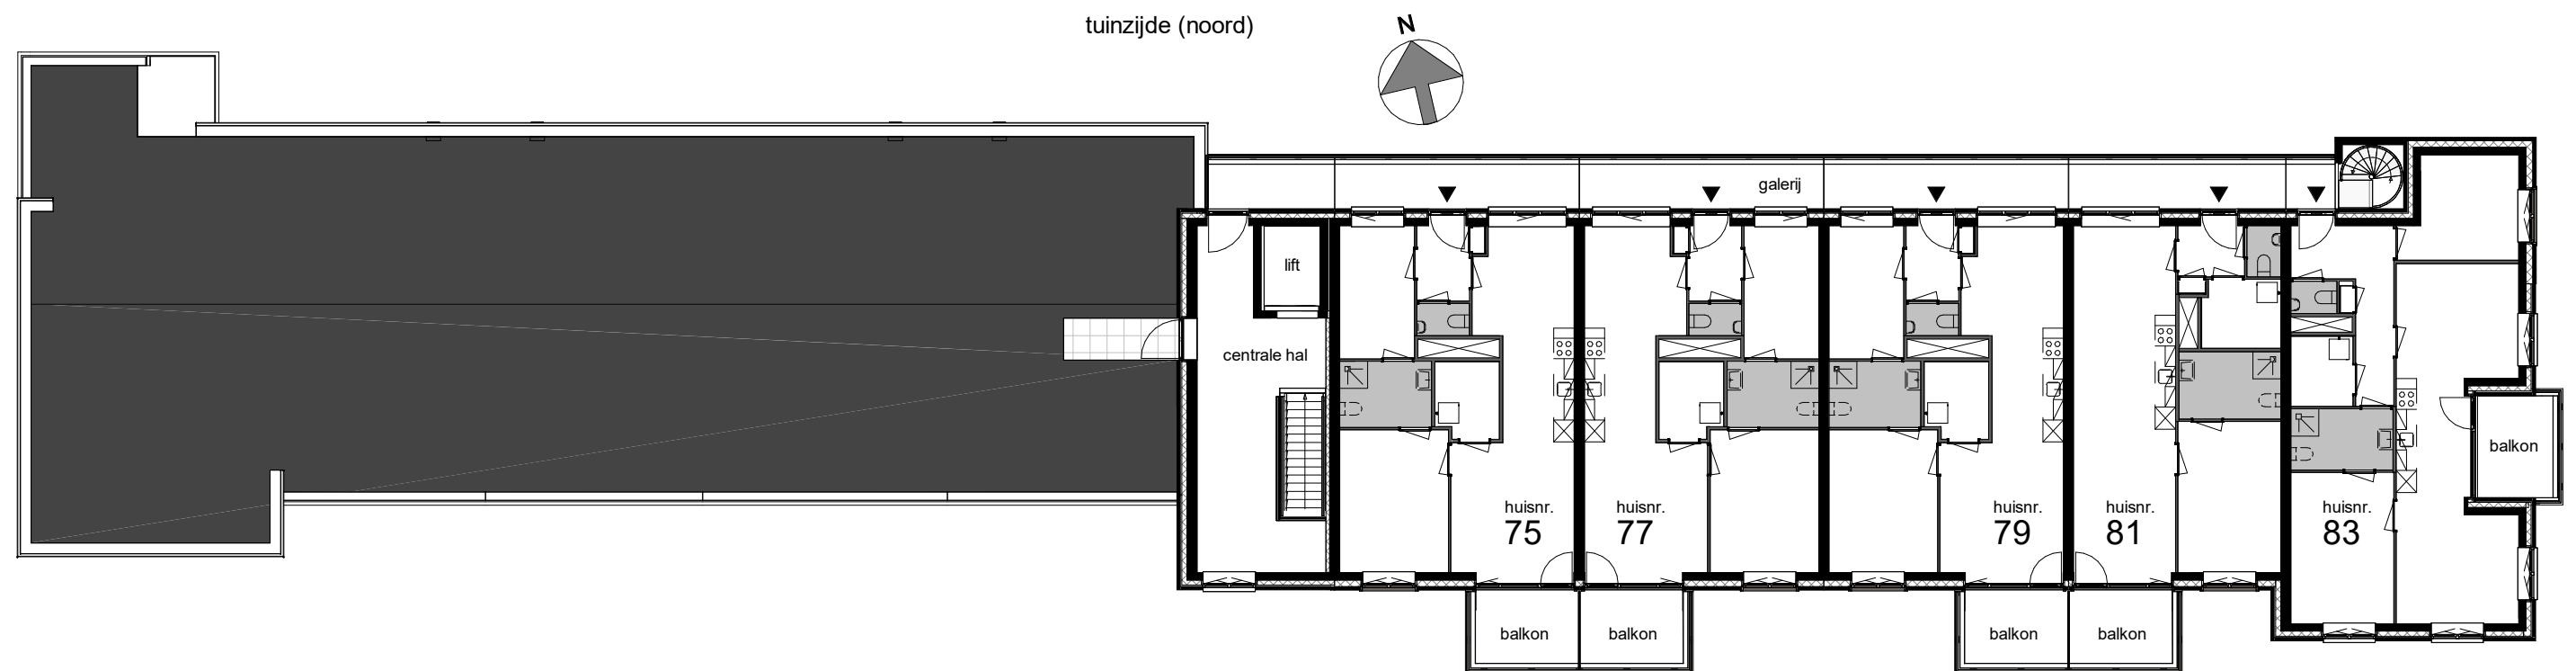 tuinzijde (noord)
N
galerij
lift
centrale hal
huisnr.
75
huisnr.
77
huisnr.
79
huisnr.
81
huisnr.
83
balkon
balkon
balkon
balkon
balkon